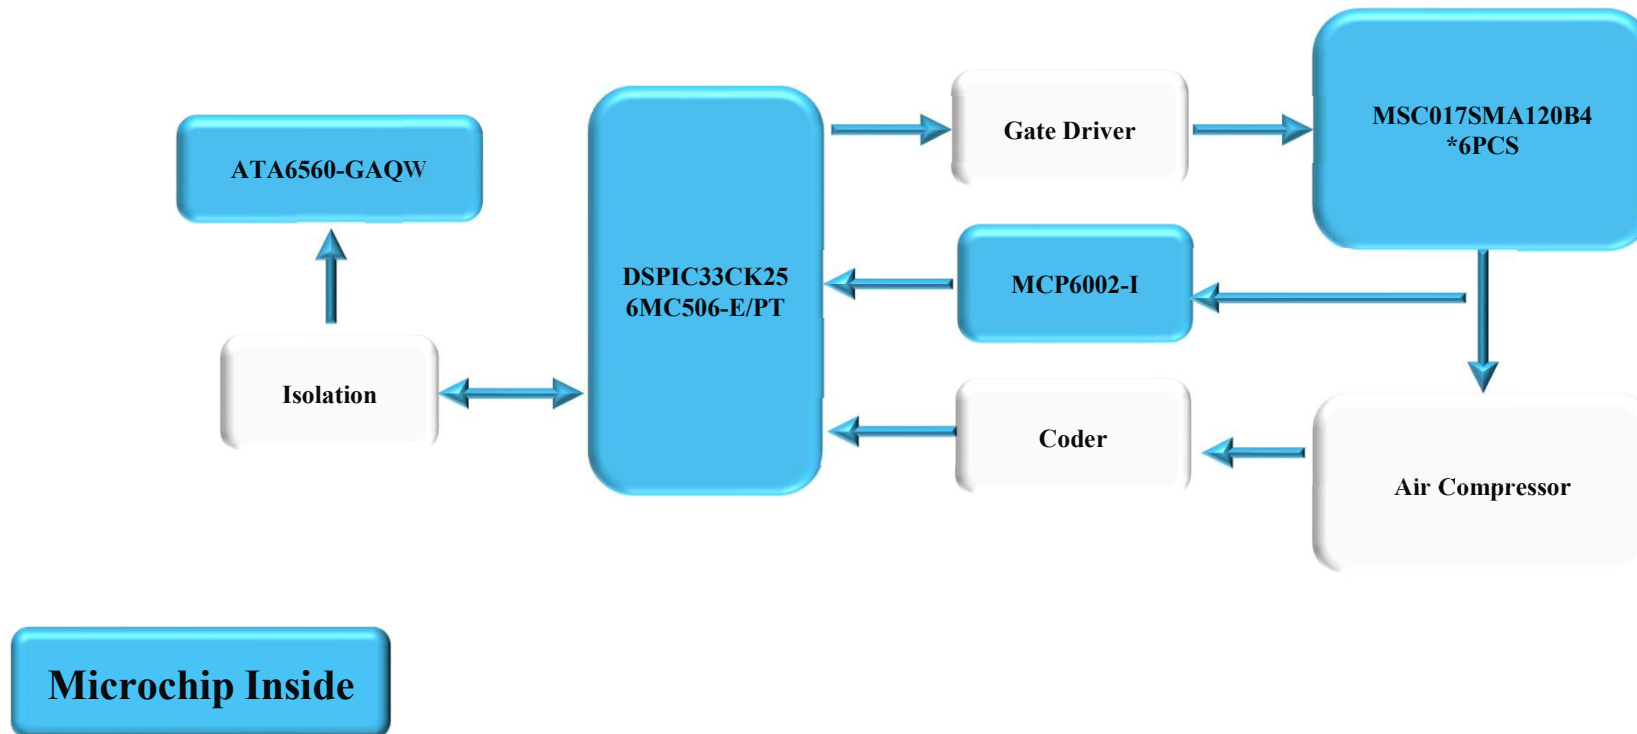 MSC017SMA120B4
*6PCS
Gate Driver
ATA6560-GAQW
DSPIC33CK25
6MC506-E/PT
MCP6002-I
Isolation
Coder
Air Compressor
Microchip Inside